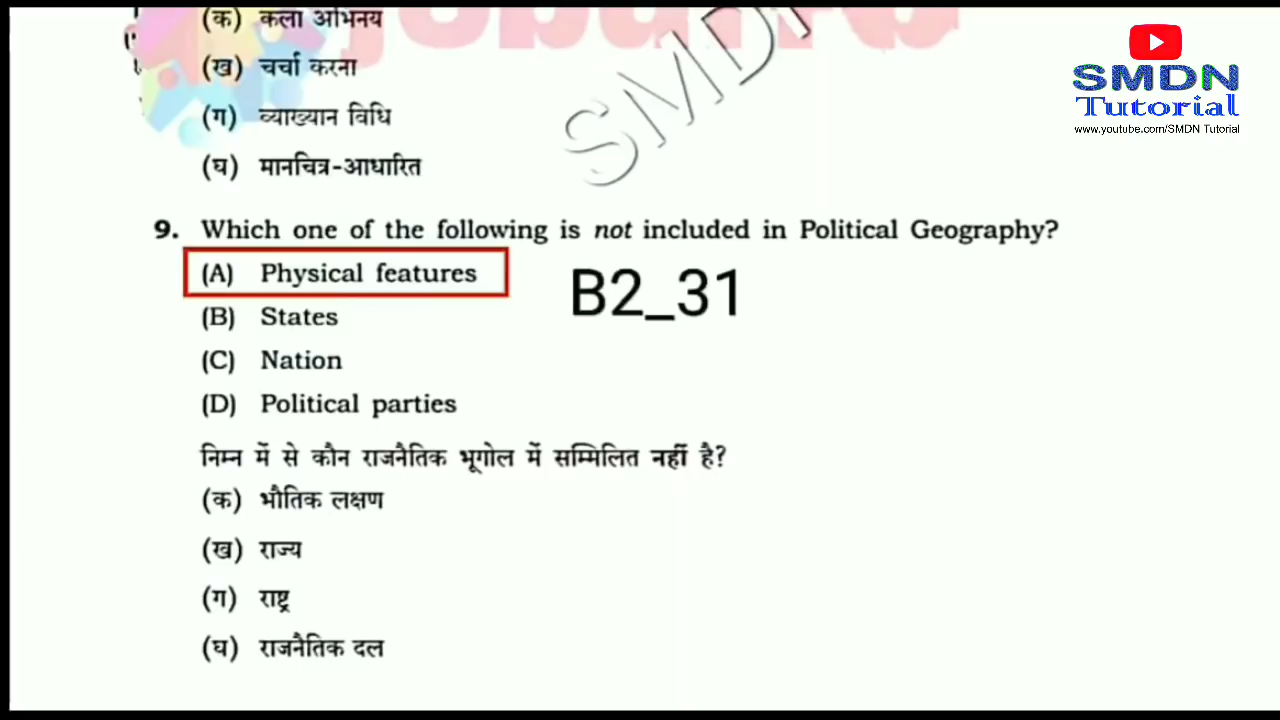 (क) कला अभिनय
(ख) चर्चा करना
(ग) व्याख्यान विधि
(घ) मानचित्र-आधारित
SMDN
SMDN
Tutorial
www.youtube.com/SMDN Tutorial
9. Which one of the following is not included in Political Geography?
(A) Physical features
B2_31
(B) States
(C) Nation
(D) Political parties
निम्न में से कौन राजनैतिक भूगोल में सम्मिलित नहीं है?
(क) भौतिक लक्षण
(ख) राज्य
(ग) राष्ट्र
(घ) राजनैतिक दल